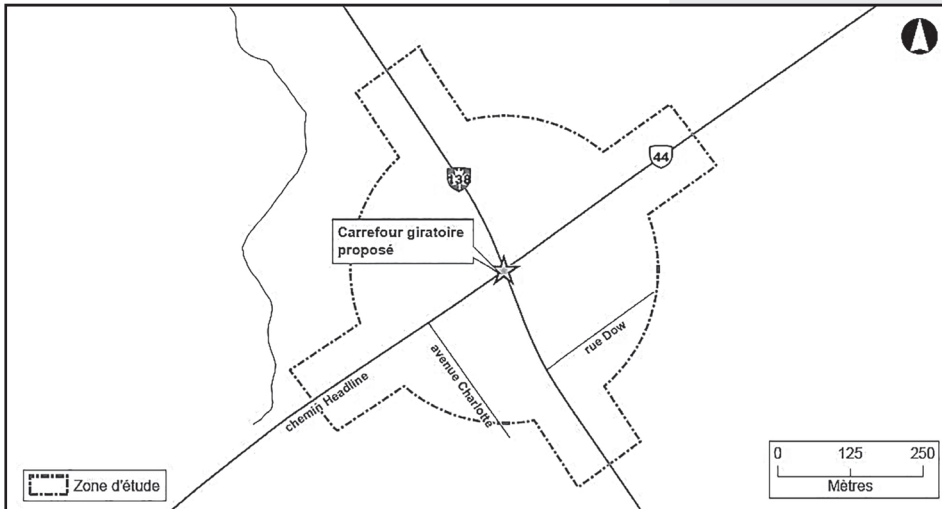 44
138
Carrefour giratoire
proposé
rue Dow
avenue Charlotte
chemin Headline
Zone d'étude
0 125 250
Mètres